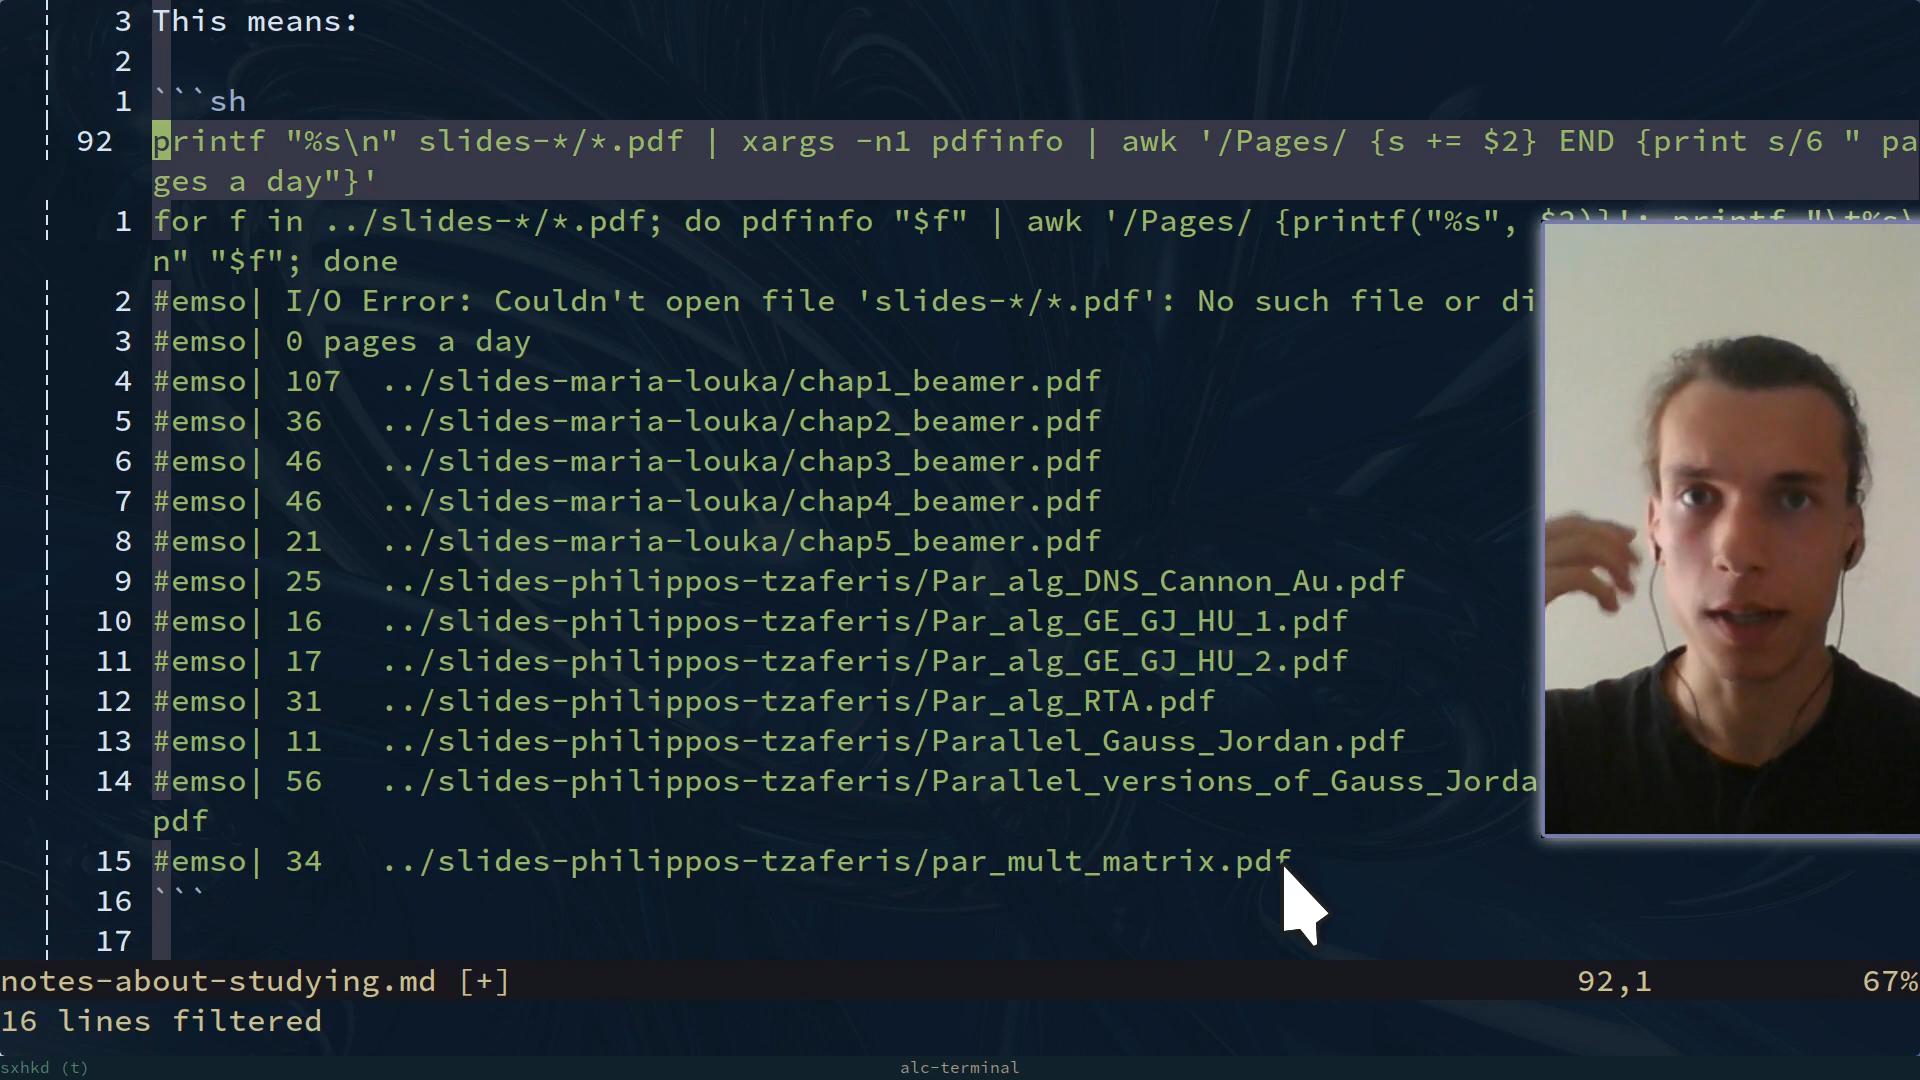 3 This means:
2
1 ```sh
92 printf "%s\n" slides-*/*.pdf | xargs -n1 pdfinfo | awk '/Pages/ {s += $2} END {print s/6 " pa
ges a day"}'
1 for f in ../slides-*/*.pdf; do pdfinfo "$f" | awk '/Pages/ {printf("%s", $2)}'; printf "\t%s\
n" "$f"; done
2 #emso| I/O Error: Couldn't open file 'slides-*/*.pdf': No such file or di
3 #emso| 0 pages a day
4 #emso| 107 ../slides-maria-louka/chap1_beamer.pdf
5 #emso| 36 ../slides-maria-louka/chap2_beamer.pdf
6 #emso| 46 ../slides-maria-louka/chap3_beamer.pdf
7 #emso| 46 ../slides-maria-louka/chap4_beamer.pdf
8 #emso| 21 ../slides-maria-louka/chap5_beamer.pdf
9 #emso| 25 ../slides-philippos-tzaferis/Par_alg_DNS_Cannon_Au.pdf
10 #emso| 16 ../slides-philippos-tzaferis/Par_alg_GE_GJ_HU_1.pdf
11 #emso| 17 ../slides-philippos-tzaferis/Par_alg_GE_GJ_HU_2.pdf
12 #emso| 31 ../slides-philippos-tzaferis/Par_alg_RTA.pdf
13 #emso| 11 ../slides-philippos-tzaferis/Parallel_Gauss_Jordan.pdf
14 #emso| 56 ../slides-philippos-tzaferis/Parallel_versions_of_Gauss_Jorda
pdf
15 #emso| 34 ../slides-philippos-tzaferis/par_mult_matrix.pdf
16 ```
17
notes-about-studying.md [+] 92,1 67%
16 lines filtered
sxhkd (t) alc-terminal